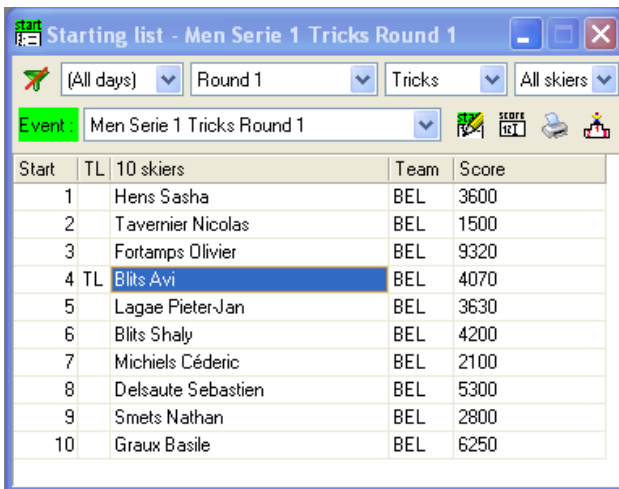 start Starting list - Men Serie 1 Tricks Round 1
(All days) Round 1 Tricks All skiers
Event : Men Serie 1 Tricks Round 1 start score
Start TL 10 skiers Team Score
1 Hens Sasha BEL 3600
2 Tavernier Nicolas BEL 1500
3 Fortamps Olivier BEL 9320
4 TL Blits Avi BEL 4070
5 Lagae Pieter-Jan BEL 3630
6 Blits Shaly BEL 4200
7 Michiels Céderic BEL 2100
8 Delsaute Sebastien BEL 5300
9 Smets Nathan BEL 2800
10 Graux Basile BEL 6250